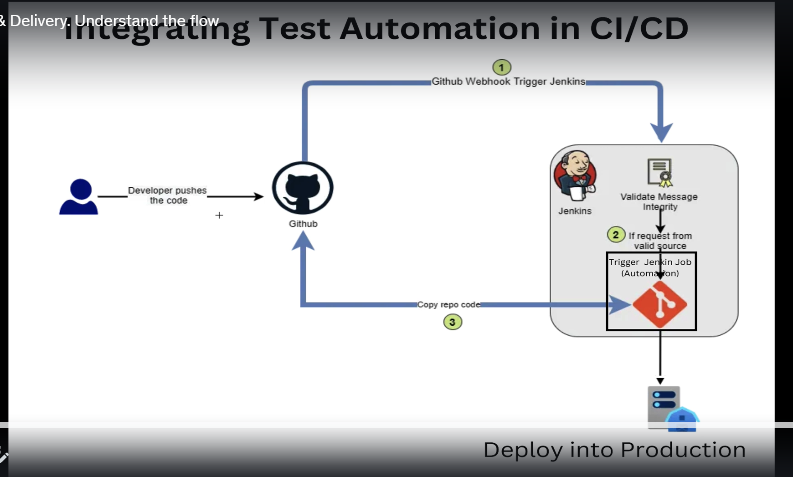 & Delivery. Understand the flow
Integrating Test Automation in CI/CD
1
Github Webhook Trigger Jenkins
Developer pushes
the code
Github
Jenkins
Validate Message
Integrity
2
If request from
valid source
Trigger Jenkin Job
(Automation)
Copy repo code
3
Deploy into Production